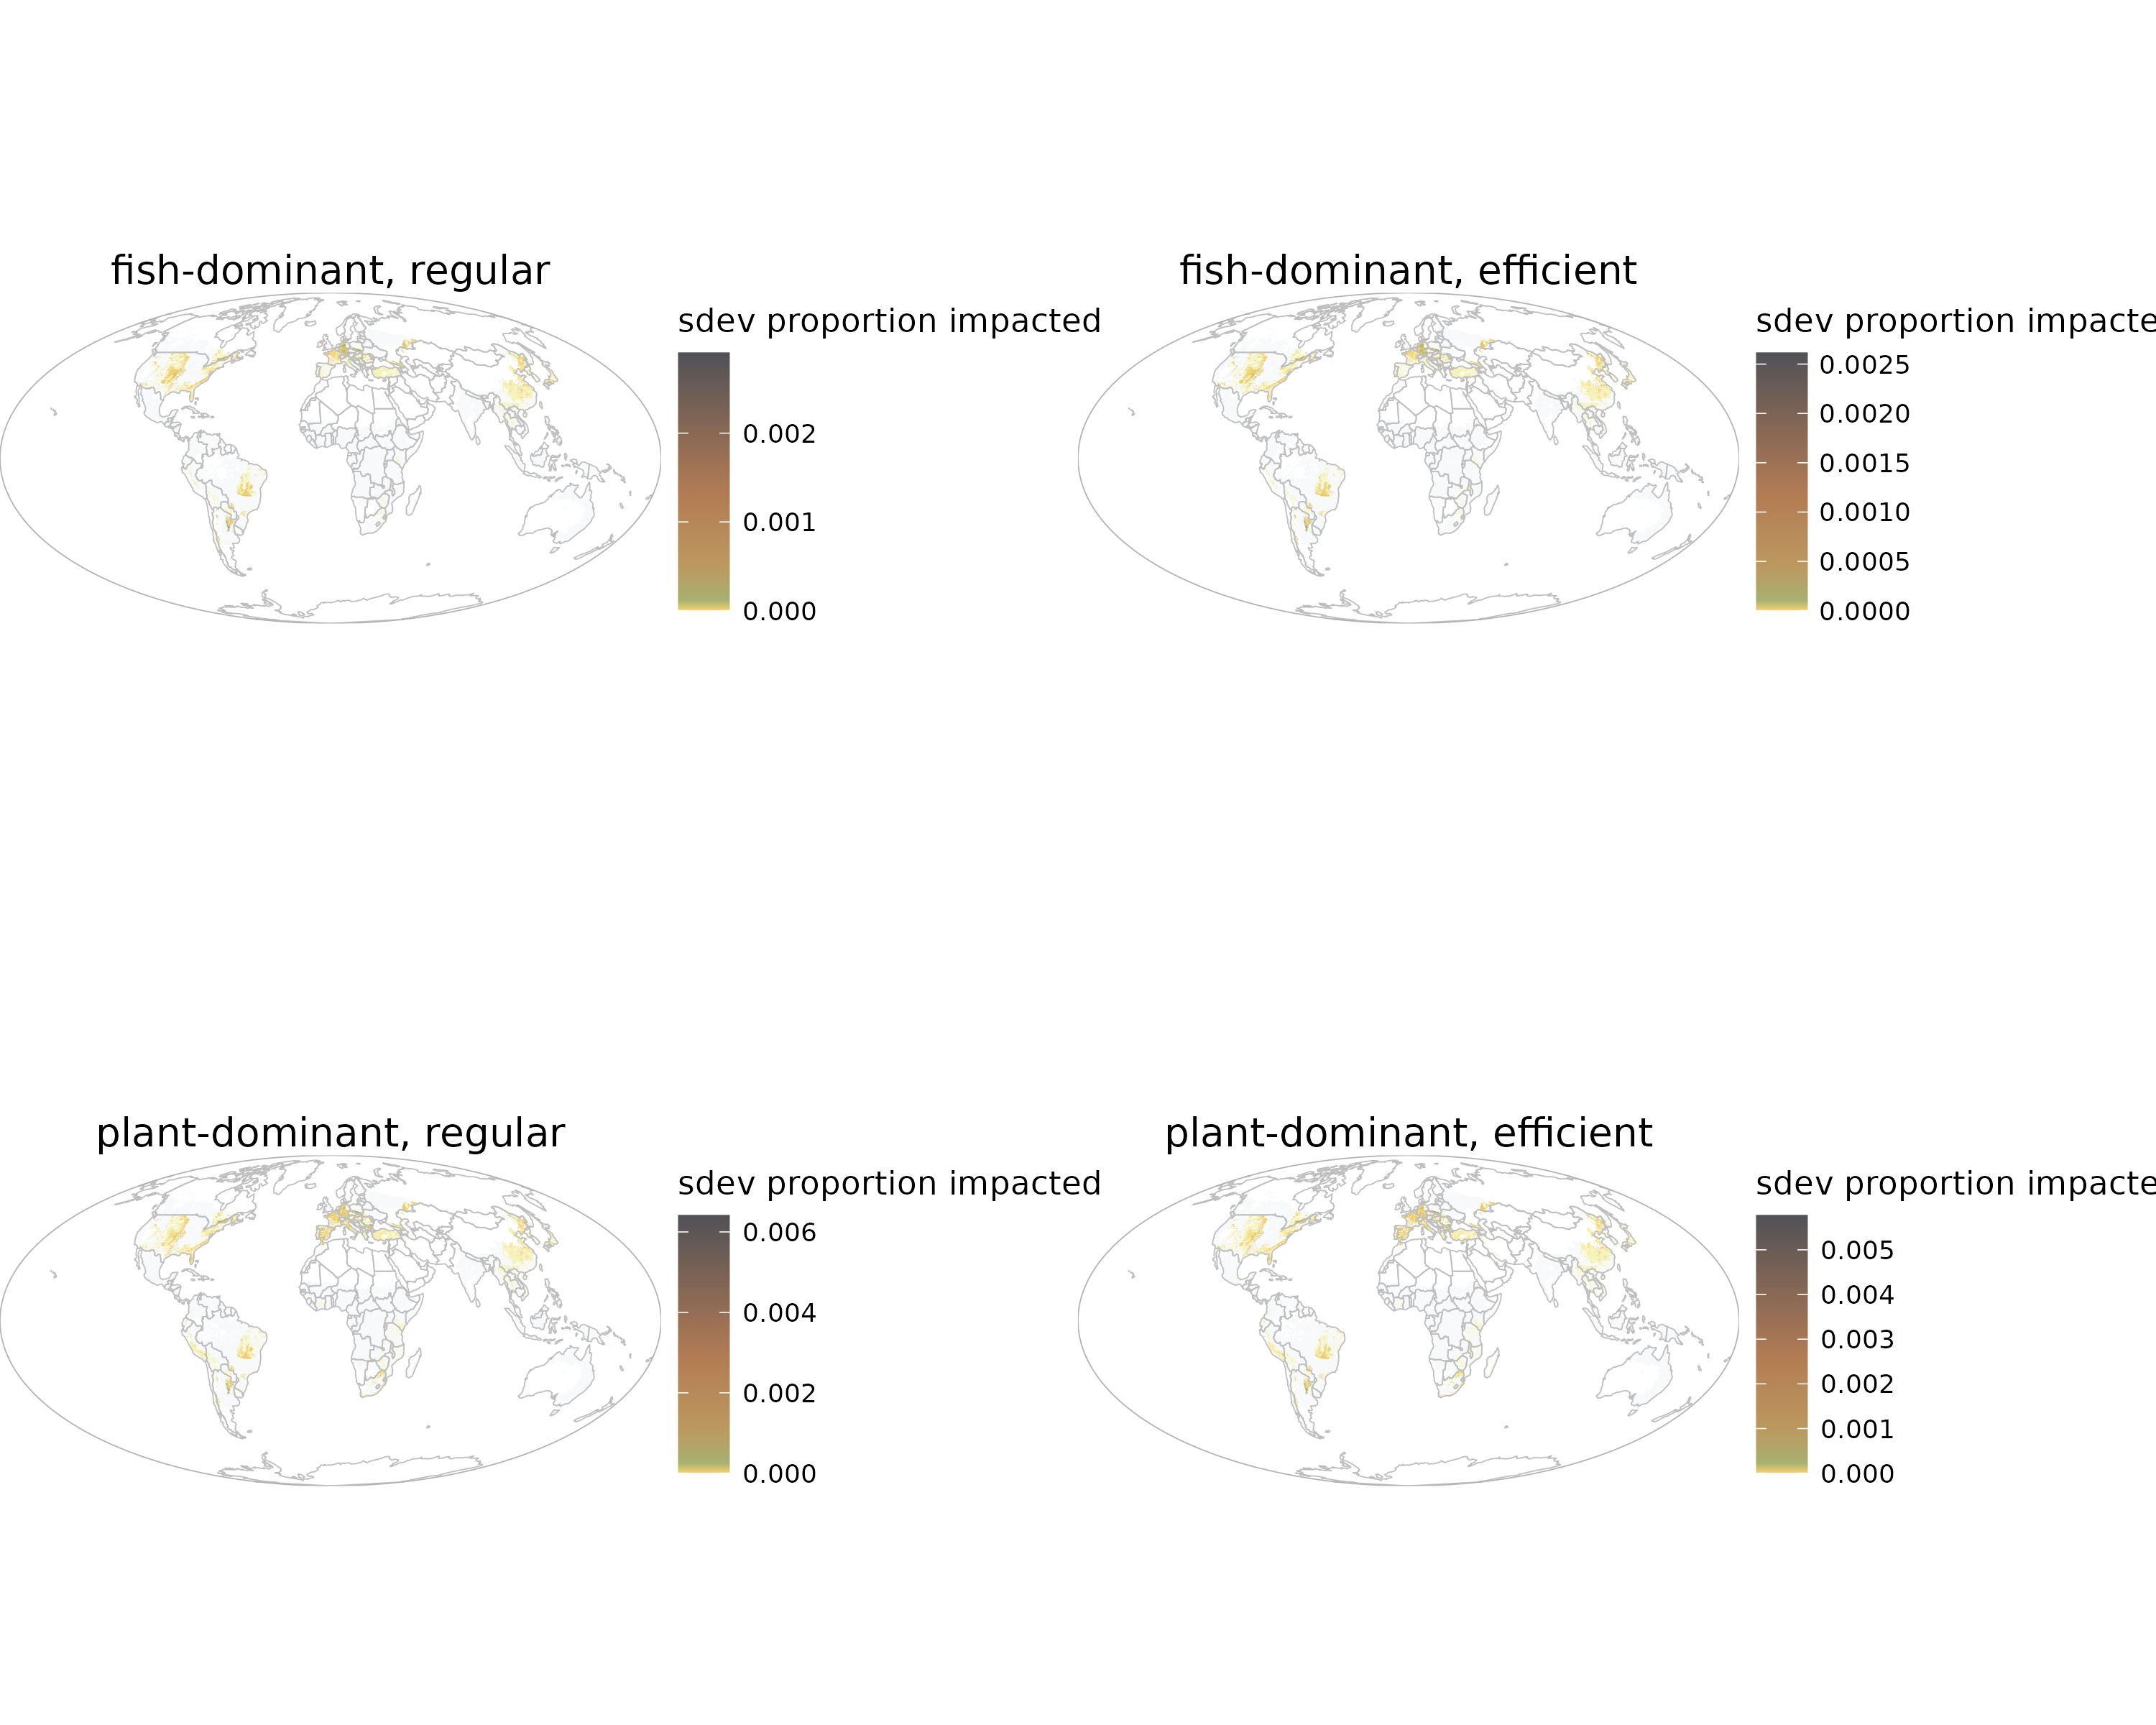 fish-dominant, regular
sdev proportion impacted
0.002
0.001
0.000
fish-dominant, efficient
sdev proportion impacte
0.0025
0.0020
0.0015
0.0010
0.0005
0.0000
plant-dominant, regular
sdev proportion impacted
0.006
0.004
0.002
0.000
plant-dominant, efficient
sdev proportion impacte
0.005
0.004
0.003
0.002
0.001
0.000